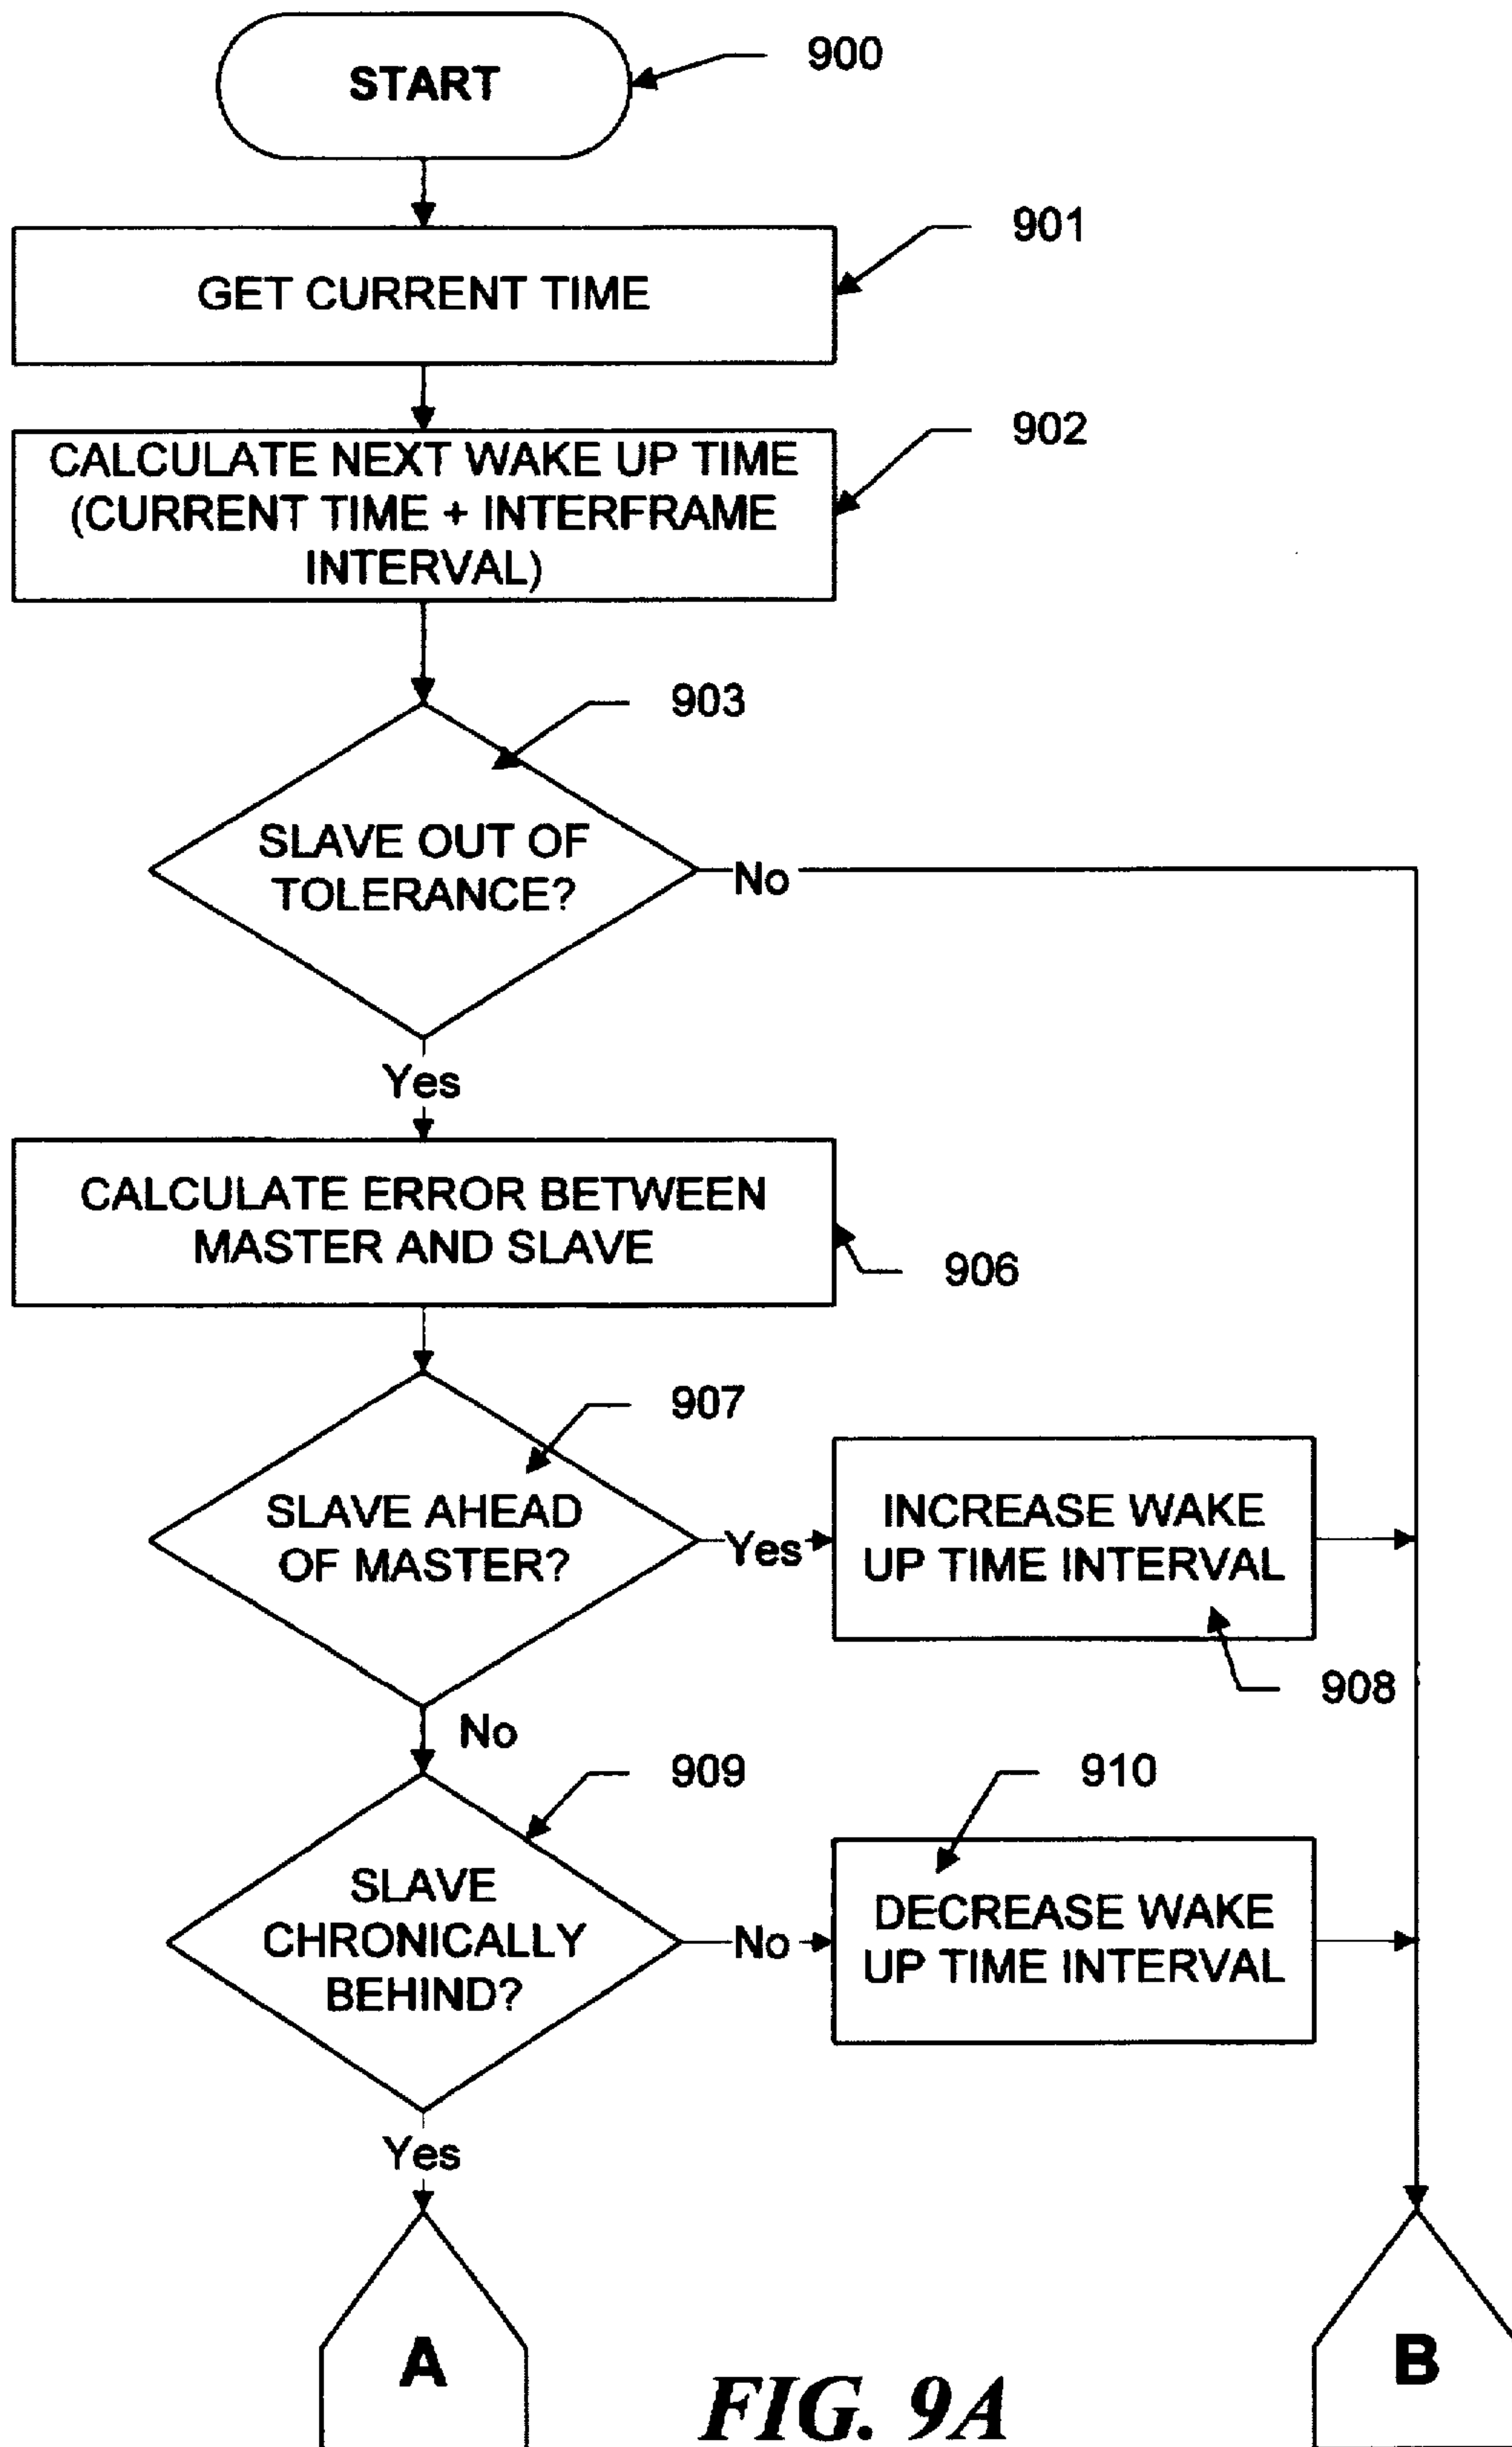 START
900
GET CURRENT TIME
901
CALCULATE NEXT WAKE UP TIME
(CURRENT TIME + INTERFRAME
INTERVAL)
902
SLAVE OUT OF
TOLERANCE?
903
No
Yes
CALCULATE ERROR BETWEEN
MASTER AND SLAVE
906
SLAVE AHEAD
OF MASTER?
907
Yes
INCREASE WAKE
UP TIME INTERVAL
908
No
SLAVE
CHRONICALLY
BEHIND?
909
No
DECREASE WAKE
UP TIME INTERVAL
910
Yes
A
B
FIG. 9A